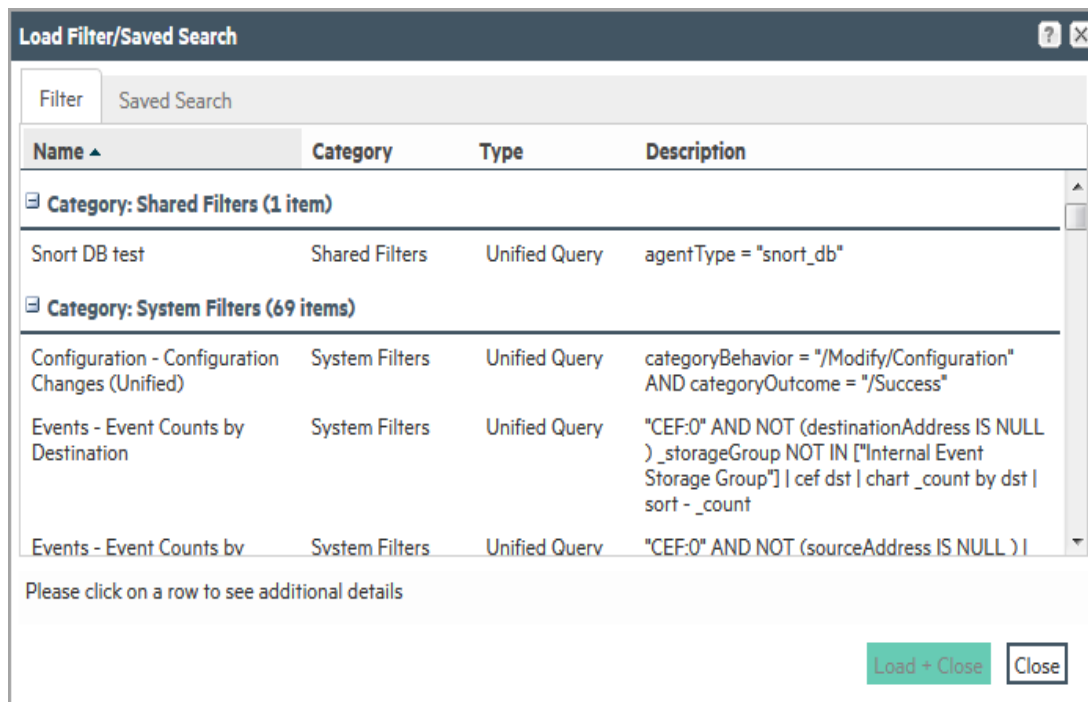 Load Filter/Saved Search
?
Filter Saved Search
Name Category Type Description
Category: Shared Filters (1 item)
Snort DB test Shared Filters Unified Query agentType = "snort_db"
Category: System Filters (69 items)
Configuration - Configuration System Filters Unified Query categoryBehavior = "/Modify/Configuration"
Changes (Unified) AND categoryOutcome = "/Success"
Events - Event Counts by System Filters Unified Query "CEF:0" AND NOT (destinationAddress IS NULL
Destination ) _storageGroup NOT IN ["Internal Event
Storage Group"] | cef dst | chart _count by dst |
sort - _count
Events - Event Counts by System Filters Unified Query "CEF:0" AND NOT (sourceAddress IS NULL ) |
Please click on a row to see additional details
Load + Close Close